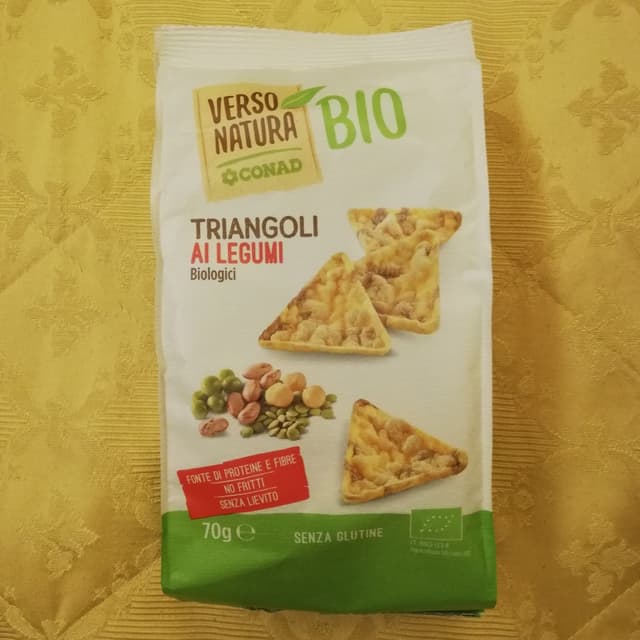 VERSO
NATURA
CONAD
BIO
TRIANGOLI
AI LEGUMI
Biologici
FONTE DI PROTEINE E FIBRE
NO FRITTI
SENZA LIEVITO
70g ℮
SENZA GLUTINE